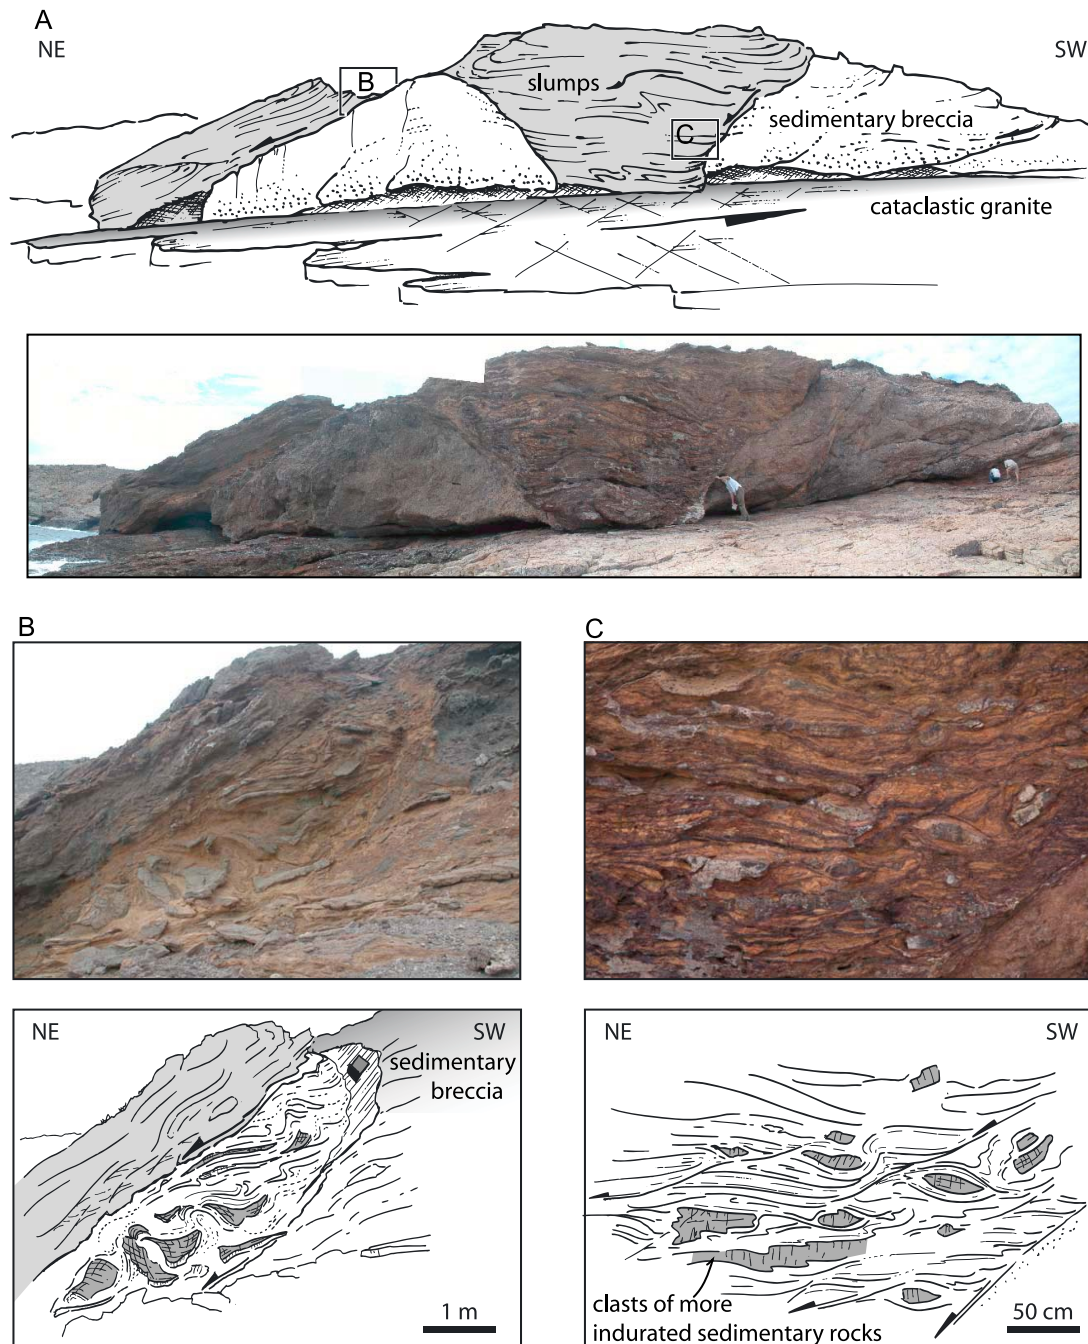 A
NE
SW
B
slumps
C
sedimentary breccia
cataclastic granite
B
C
NE
SW
sedimentary
breccia
1 m
NE
SW
clasts of more
indurated sedimentary rocks
50 cm